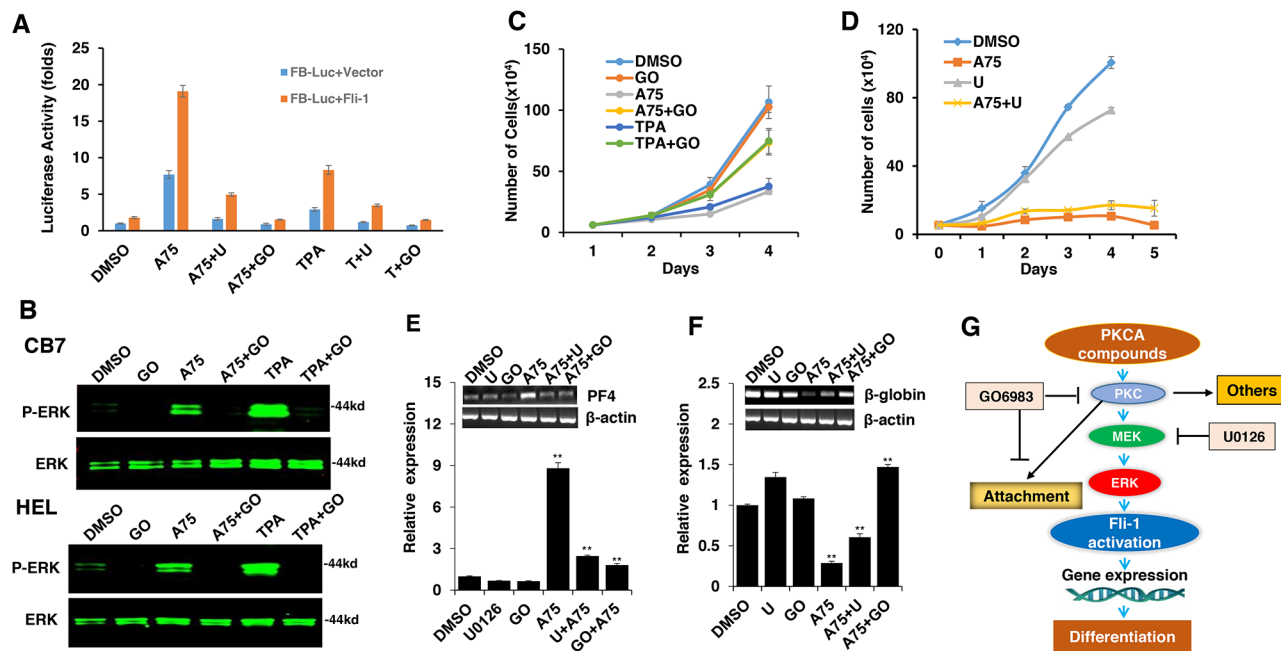 A
Luciferase Activity (folds)
25
20
15
10
5
0
FB-Luc+Vector
FB-Luc+Fli-1
DMSO
A75
A75+U
A75+GO
TPA
T+U
T+GO
C
Number of Cells(x10⁴)
150
100
50
0
DMSO
GO
A75
A75+GO
TPA
TPA+GO
1 2 3 4
Days
D
Number of cells (x10⁴)
120
80
40
0
DMSO
A75
U
A75+U
0 1 2 3 4 5
Days
B
CB7
DMSO
GO
A75
A75+GO
TPA
TPA+GO
P-ERK
-44kd
ERK
-44kd
HEL
DMSO
GO
A75
A75+GO
TPA
TPA+GO
P-ERK
-44kd
ERK
-44kd
E
DMSO
U
GO
A75
A75+U
A75+GO
PF4
β-actin
Relative expression
15
12
9
6
3
0
**
**
**
DMSO
U0126
GO
A75
U+A75
GO+A75
F
DMSO
U
GO
A75
A75+U
A75+GO
β-globin
β-actin
Relative expression
2.5
2
1.5
1
0.5
0
**
**
**
DMSO
U
GO
A75
A75+U
A75+GO
G
PKCA
compounds
GO6983
PKC
Others
MEK
U0126
ERK
Attachment
Fli-1
activation
Gene expression
Differentiation